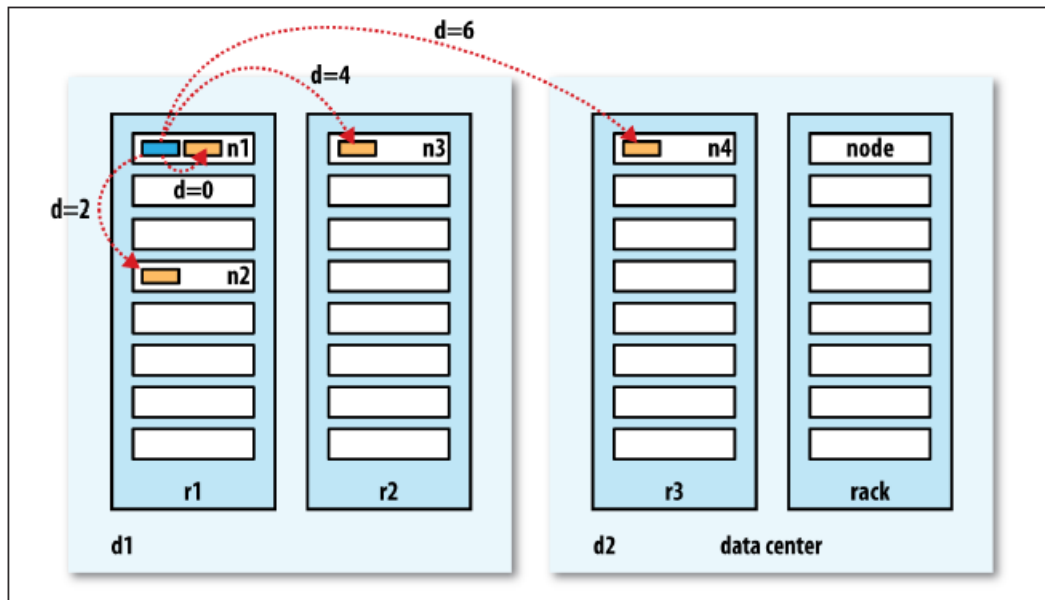 d=6
d=4
n1
n3
n4
node
d=0
d=2
n2
r1
r2
r3
rack
d1
d2
data center